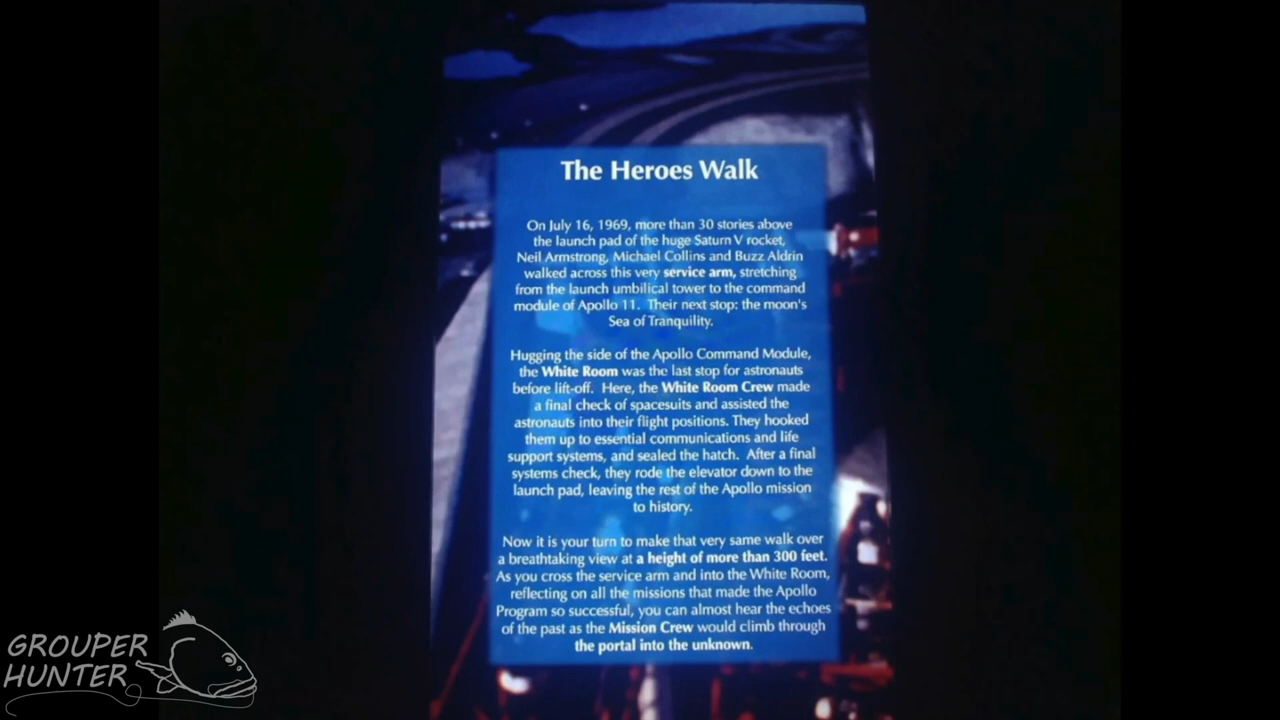 The Heroes Walk
On July 16, 1969, more than 30 stories above
the launch pad of the huge Saturn V rocket,
Neil Armstrong, Michael Collins and Buzz Aldrin
walked across this very service arm, stretching
from the launch umbilical tower to the command
module of Apollo 11. Their next stop: the moon's
Sea of Tranquility.
Hugging the side of the Apollo Command Module,
the White Room was the last stop for astronauts
before lift-off. Here, the White Room Crew made
a final check of spacesuits and assisted the
astronauts into their flight positions. They hooked
them up to essential communications and life
support systems, and sealed the hatch. After a final
systems check, they rode the elevator down to the
launch pad, leaving the rest of the Apollo mission
to history.
Now it is your turn to make that very same walk over
a breathtaking view at a height of more than 300 feet.
As you cross the service arm and into the White Room,
reflecting on all the missions that made the Apollo
Program so successful, you can almost hear the echoes
of the past as the Mission Crew would climb through
the portal into the unknown.
GROUPER
HUNTER